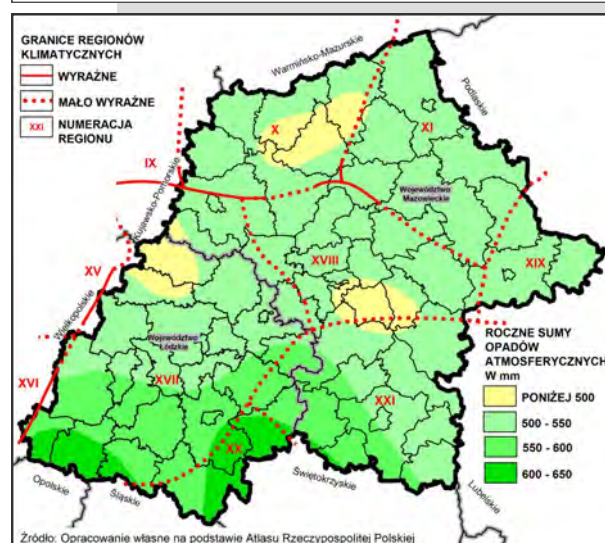 GRANICE REGIONÓW
KLIMATYCZNYCH
WYRAŹNE
MAŁO WYRAŹNE
XXI
NUMERACJA
REGIONU
Warmińsko-Mazurskie
Podlaskie
X
XI
IX
Kujawsko-Pomorskie
Województwo
Mazowieckie
XVIII
XIX
XV
Wielkopolskie
Województwo
Łódzkie
XVI
XVII
XXI
XX
ROCZNE SUMY
OPADÓW
ATMOSFERYCZNYCH
W mm
PONIŻEJ 500
500 - 550
550 - 600
600 - 650
Opolskie
Śląskie
Świętokrzyskie
Lubelskie
Źródło: Opracowanie własne na podstawie Atlasu Rzeczypospolitej Polskiej